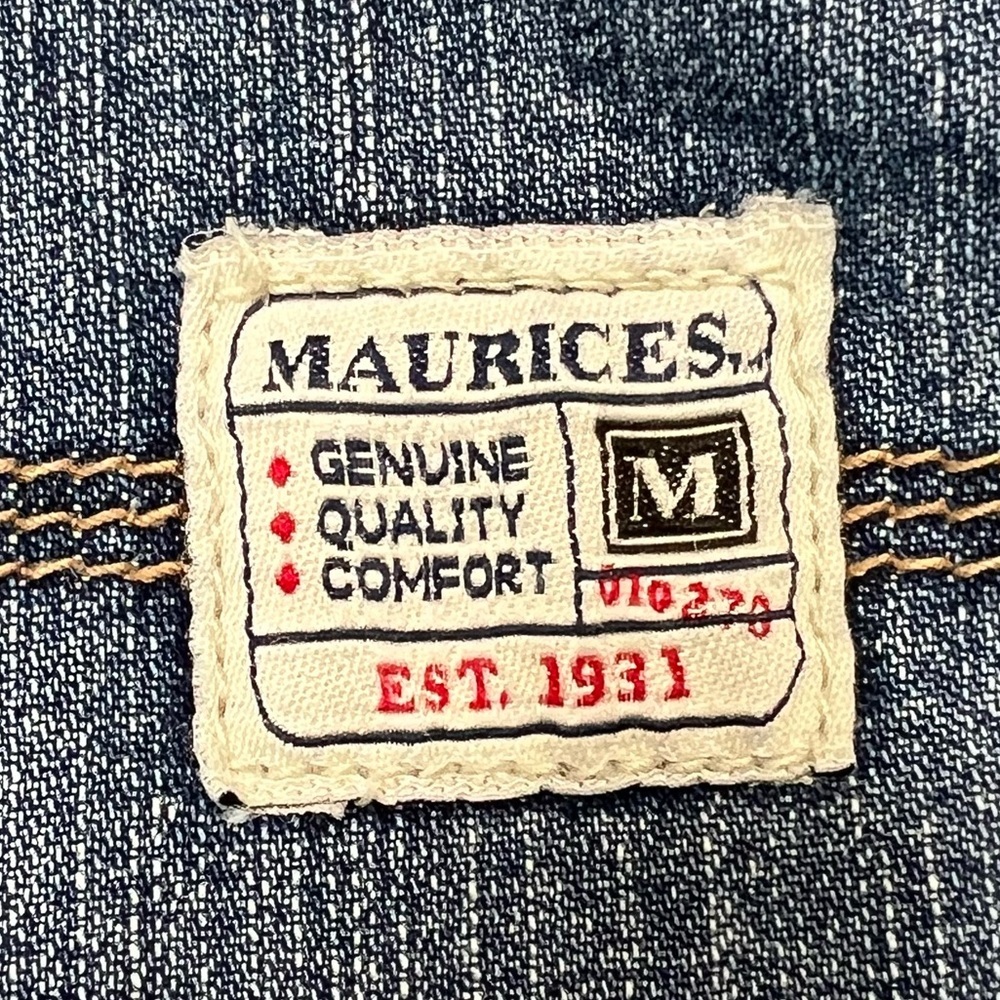 MAURICES
GENUINE
QUALITY
COMFORT
M
EST. 1931